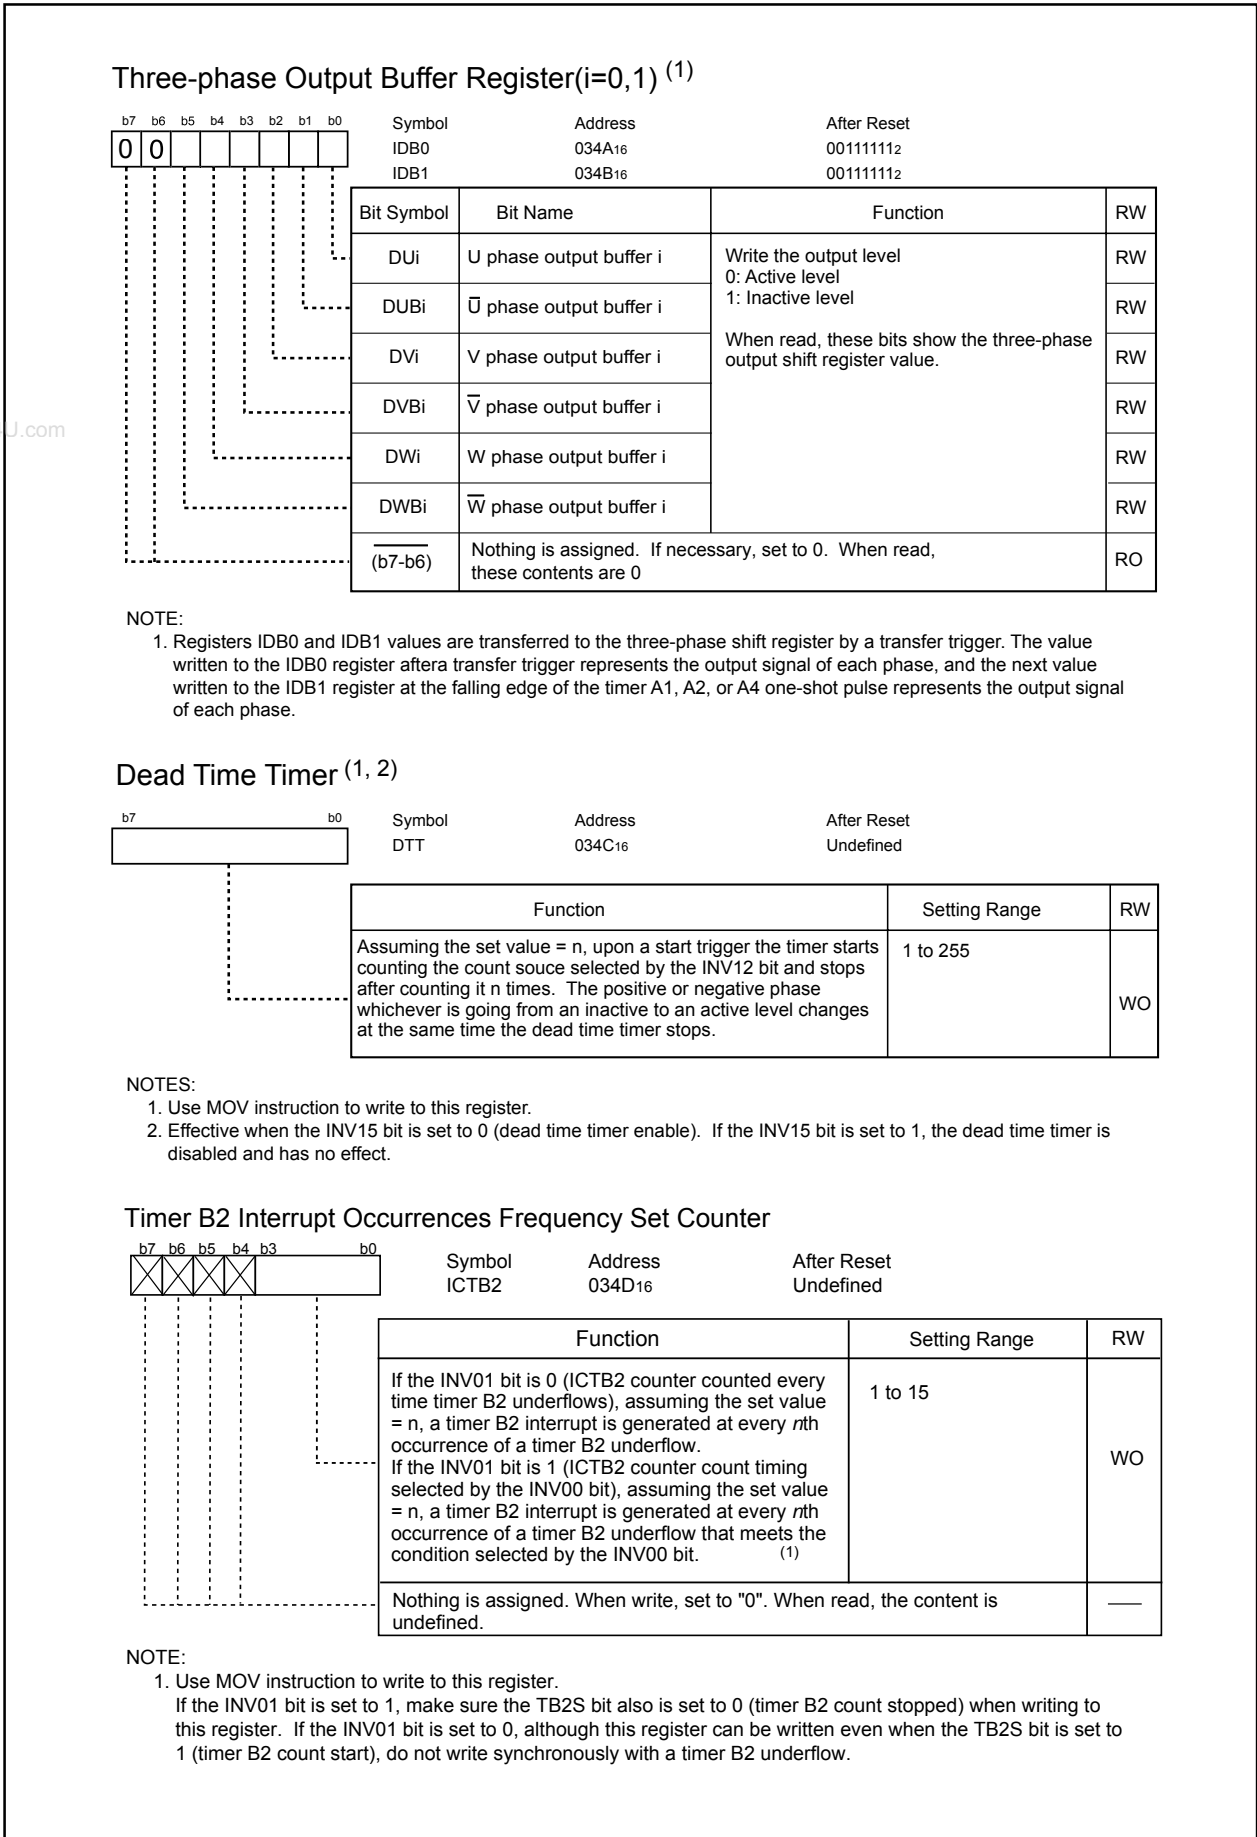 Three-phase Output Buffer Register(i=0,1) (1)
b7 b6 b5 b4 b3 b2 b1 b0
Symbol Address After Reset
0 0
IDB0 034A16 001111112
IDB1 034B16 001111112
Bit Symbol Bit Name Function RW
DUi U phase output buffer i Write the output level RW
0: Active level
1: Inactive level
DUBi U̅ phase output buffer i RW
When read, these bits show the three-phase
DVi V phase output buffer i output shift register value. RW
DVBi V̅ phase output buffer i RW
U.com
DWi W phase output buffer i RW
DWBi W̅ phase output buffer i RW
(b7-b6) Nothing is assigned. If necessary, set to 0. When read, RO
these contents are 0
NOTE:
1. Registers IDB0 and IDB1 values are transferred to the three-phase shift register by a transfer trigger. The value
written to the IDB0 register aftera transfer trigger represents the output signal of each phase, and the next value
written to the IDB1 register at the falling edge of the timer A1, A2, or A4 one-shot pulse represents the output signal
of each phase.
Dead Time Timer (1, 2)
b7 b0 Symbol Address After Reset
DTT 034C16 Undefined
Function Setting Range RW
Assuming the set value = n, upon a start trigger the timer starts 1 to 255
counting the count souce selected by the INV12 bit and stops
after counting it n times. The positive or negative phase
whichever is going from an inactive to an active level changes WO
at the same time the dead time timer stops.
NOTES:
1. Use MOV instruction to write to this register.
2. Effective when the INV15 bit is set to 0 (dead time timer enable). If the INV15 bit is set to 1, the dead time timer is
disabled and has no effect.
Timer B2 Interrupt Occurrences Frequency Set Counter
b7 b6 b5 b4 b3 b0
Symbol Address After Reset
ICTB2 034D16 Undefined
Function Setting Range RW
If the INV01 bit is 0 (ICTB2 counter counted every 1 to 15
time timer B2 underflows), assuming the set value
= n, a timer B2 interrupt is generated at every nth
occurrence of a timer B2 underflow.
If the INV01 bit is 1 (ICTB2 counter count timing WO
selected by the INV00 bit), assuming the set value
= n, a timer B2 interrupt is generated at every nth
occurrence of a timer B2 underflow that meets the
condition selected by the INV00 bit. (1)
Nothing is assigned. When write, set to "0". When read, the content is —
undefined.
NOTE:
1. Use MOV instruction to write to this register.
If the INV01 bit is set to 1, make sure the TB2S bit also is set to 0 (timer B2 count stopped) when writing to
this register. If the INV01 bit is set to 0, although this register can be written even when the TB2S bit is set to
1 (timer B2 count start), do not write synchronously with a timer B2 underflow.